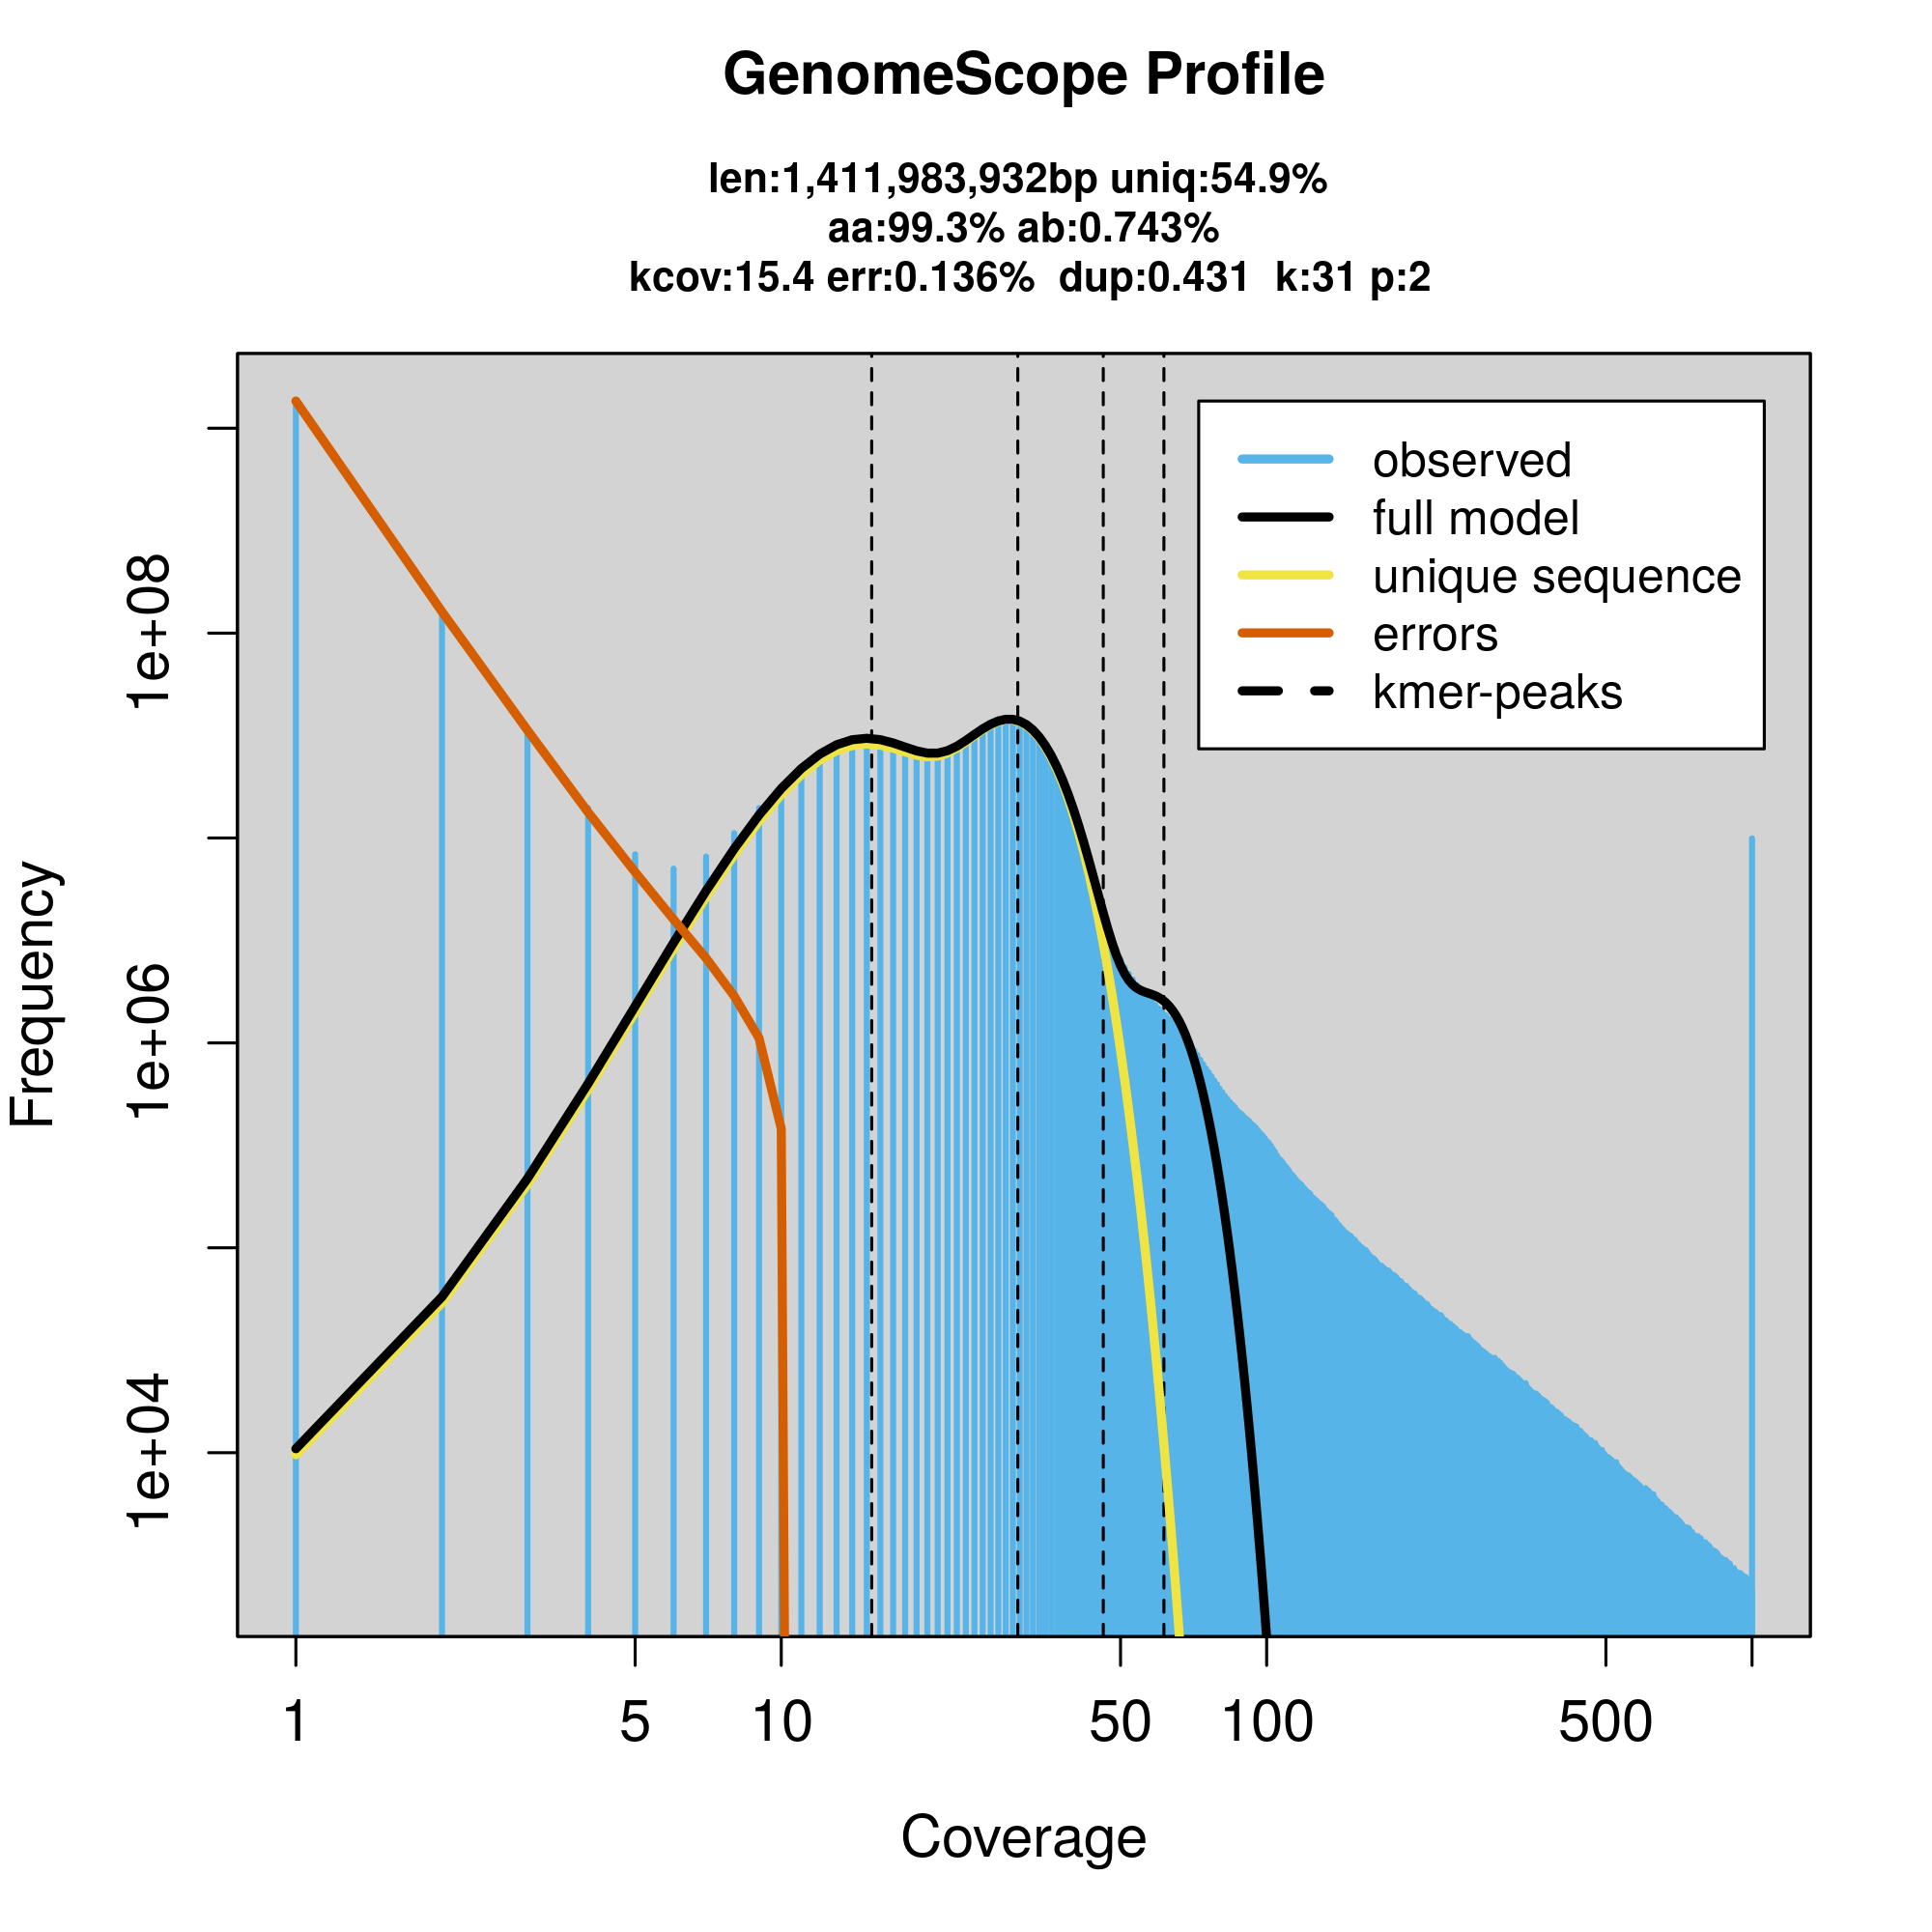 GenomeScope Profile
len:1,411,983,932bp uniq:54.9%
aa:99.3% ab:0.743%
kcov:15.4 err:0.136% dup:0.431 k:31 p:2
observed
full model
unique sequence
errors
kmer-peaks
Frequency
1e+08
1e+06
1e+04
1 5 10 50 100 500
Coverage